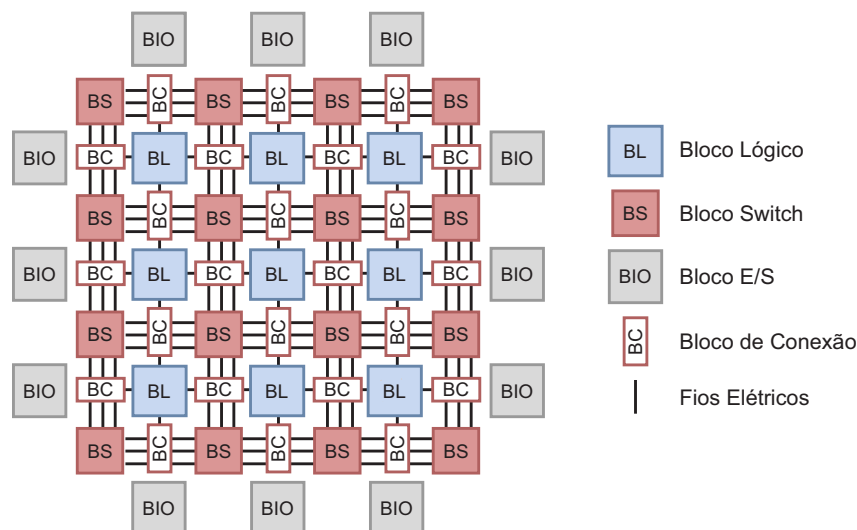 BIO BIO BIO
BS BC BS BC BS BC BS
BIO BC BL BC BL BC BL BC BIO
BS BC BS BC BS BC BS
BIO BC BL BC BL BC BL BC BIO
BS BC BS BC BS BC BS
BIO BC BL BC BL BC BL BC BIO
BS BC BS BC BS BC BS
BIO BIO BIO
BL Bloco Lógico
BS Bloco Switch
BIO Bloco E/S
BC Bloco de Conexão
Fios Elétricos